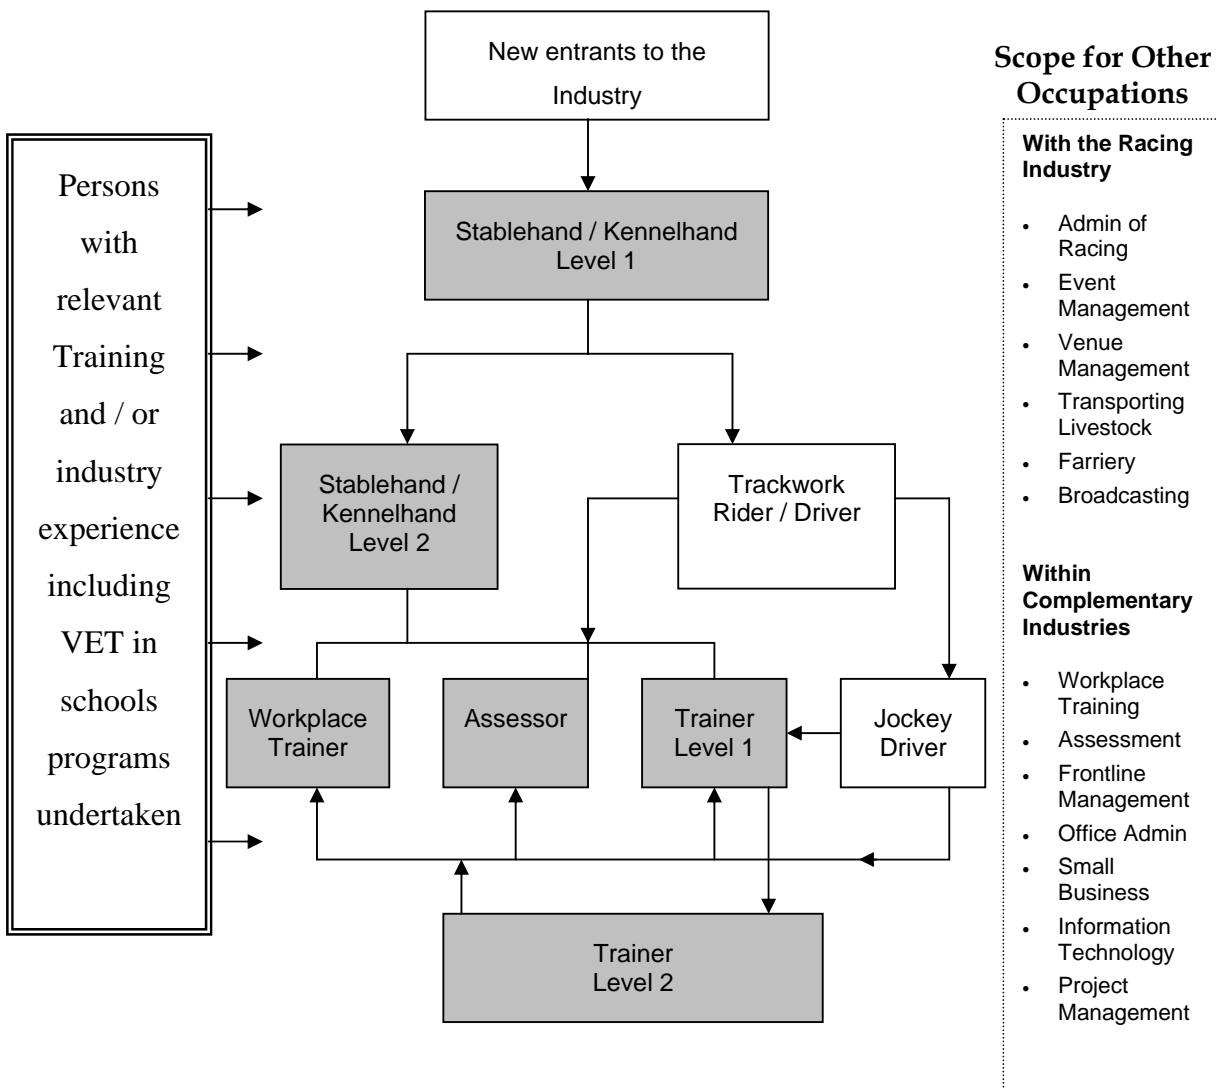 New entrants to the
Industry
Scope for Other
Occupations
Persons
with
relevant
Training
and / or
industry
experience
including
VET in
schools
programs
undertaken
Stablehand / Kennelhand
Level 1
Stablehand /
Kennelhand
Level 2
Trackwork
Rider / Driver
Workplace
Trainer
Assessor
Trainer
Level 1
Jockey
Driver
Trainer
Level 2
With the Racing
Industry
• Admin of
Racing
• Event
Management
• Venue
Management
• Transporting
Livestock
• Farriery
• Broadcasting
Within
Complementary
Industries
• Workplace
Training
• Assessment
• Frontline
Management
• Office Admin
• Small
Business
• Information
Technology
• Project
Management